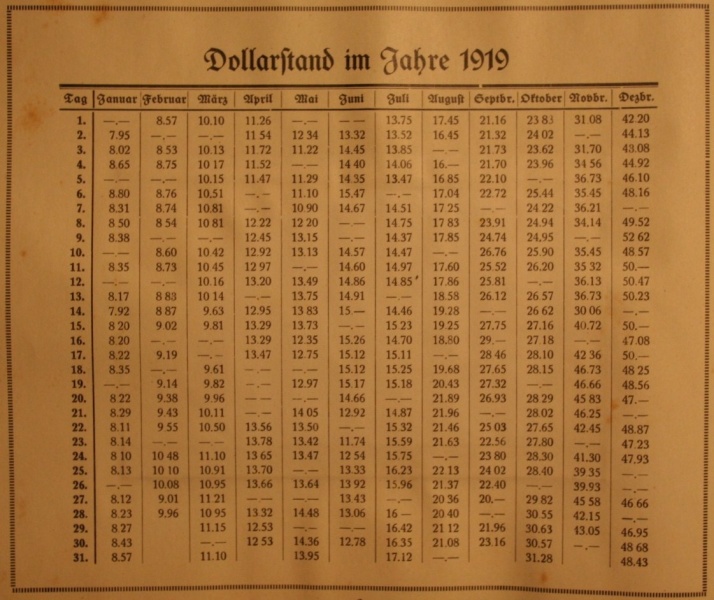 Dollarstand im Jahre 1919
Tag Januar Februar März April Mai Juni Juli August Septbr. Oktober Novbr. Dezbr.
1. —.— 8.57 10.10 11.26 —.— — — 13.75 17.45 21.16 23 83 31 08 42.20
2. 7.95 —.— —.— 11 54 12 34 13.32 13.52 16.45 21.32 24 02 —.— 44.13
3. 8.02 8 53 10.13 11.72 11.22 14.45 13.85 —.— 21.73 23.62 31.70 43.08
4. 8.65 8.75 10 17 11.52 —.— 14 40 14.06 16.— 21.70 23.96 34 56 44.92
5. —.— —.— 10.15 11.47 11.29 14.35 13.47 16.85 22.10 —.— 36.73 46.10
6. 8.80 8.76 10,51 —.— 11.10 15.47 —.— 17.04 22.72 25.44 35.45 48.16
7. 8.31 8.74 10.81 —.— 10.90 14.67 14.51 17 25 —.— 24.22 36.21 —.—
8. 8 50 8 54 10 81 12.22 12 20 —.— 14.75 17 83 23.91 24.94 34.14 49.52
9. 8.38 —.— —.— 12.45 13.15 —.— 14.37 17.85 24.74 24,95 —.— 52 62
10. —.— 8.60 10 42 12.92 13.13 14.57 14.47 —.— 26.76 25.90 35.45 48 57
11. 8.35 8.73 10.45 12 97 —.— 14.60 14.97 17.60 25.52 26.20 35 32 50.—
12. —.— —.— 10.16 13.20 13.49 14.86 14.85 17.86 25.81 —.— 36.13 50.47
13. 8.17 8 83 10 14 —.— 13.75 14.91 —.— 18.58 26.12 26 57 36.73 50.23
14. 7.92 8 87 9.63 12.95 13 83 15.— 14.46 19.28 —.— 26 62 30 06 —.—
15. 8 20 9 02 9.81 13.29 13.73 —.— 15 23 19.25 27.75 27.16 40.72 50.—
16. 8.20 —.— —.— 13.29 12.35 15.26 14.70 18.80 29.— 27.18 —.— 47.08
17. 8.22 9.19 —.— 13.47 12.75 15.12 15.11 —.— 28 46 28.10 42 36 50.—
18. 8.35 —.— 9.61 —.— —.— 15.12 15.25 19.68 27.65 28.15 46.73 48 25
19. —.— 9.14 9.82 —.— 12.97 15.17 15.18 20.43 27.32 —.— 46.66 48.56
20. 8 22 9.38 9.96 —.— —.— 14.66 —.— 21.89 26.93 28.29 45 83 47.—
21. 8.29 9.43 10.11 —.— 14 05 12.92 14.87 21.96 —.— 28.02 46.25 —.—
22. 8.11 9.55 10.50 13.56 13.50 —.— 15.32 21.46 25 03 27.65 42.45 48.87
23. 8.14 —.— —.— 13.78 13.42 11.74 15.59 21.63 22.56 27.80 —.— 47.23
24. 8.10 10 48 11.10 13 65 13.47 12 54 15.75 —.— 23 80 28.30 41.30 47.93
25. 8.13 10 10 10.91 13.70 —.— 13.33 16.23 22 13 24 02 28.40 39 35 —.—
26. —.— 10.08 10.95 13.66 13.64 13 92 15.96 21.37 22.40 —.— 39.93 —.—
27. 8.12 9.01 11 21 —.— —.— 13 43 —.— 20 36 20,— 29 82 45 58 46 66
28. 8.23 9.96 10 95 13 32 14.48 13.06 16 — 20 40 —.— 30.55 42.15 —.—
29. 8 27 11.15 12.53 —.— —.— 16.42 21 12 21.96 30.63 43.05 46.95
30. 8.43 —.— 12 53 14.36 12.78 16.35 21.08 23.16 30.57 —.— 48 68
31. 8.57 11.10 13.95 17.12 —.— 31.28 48.43